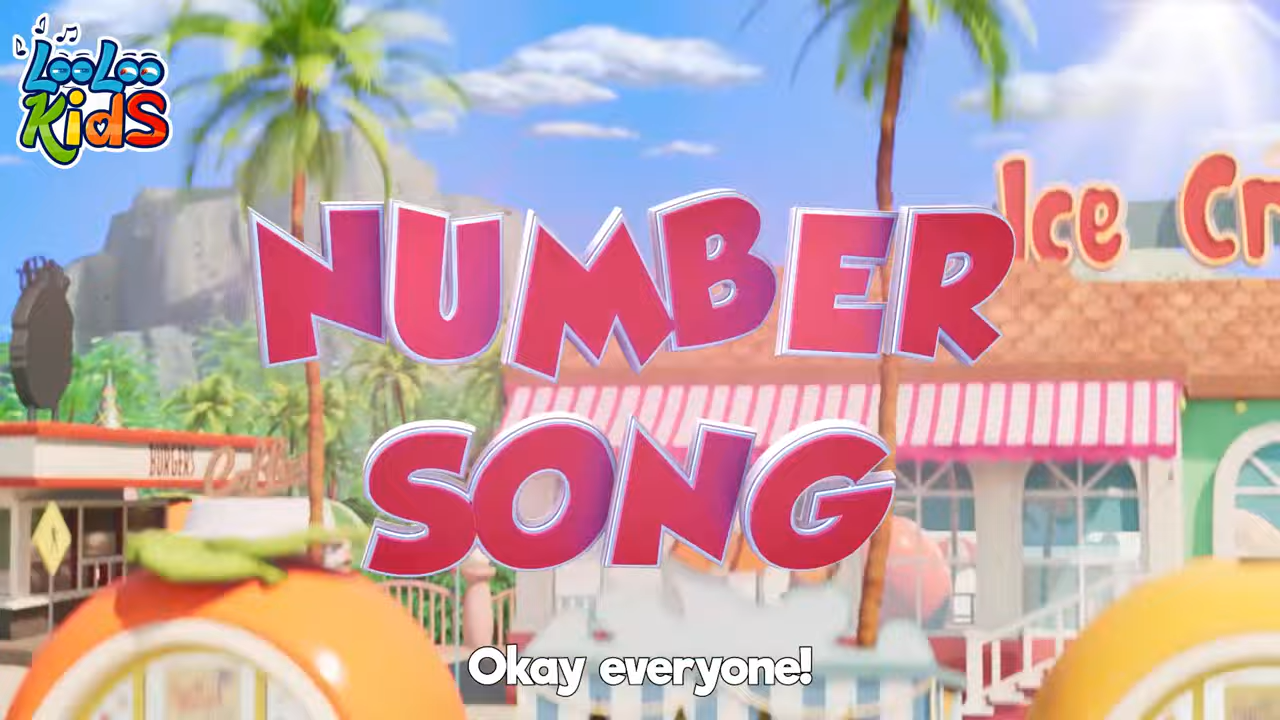 LooLoo
Kids
Ice Cr
NUMBER
BURGERS
SONG
Okay everyone!